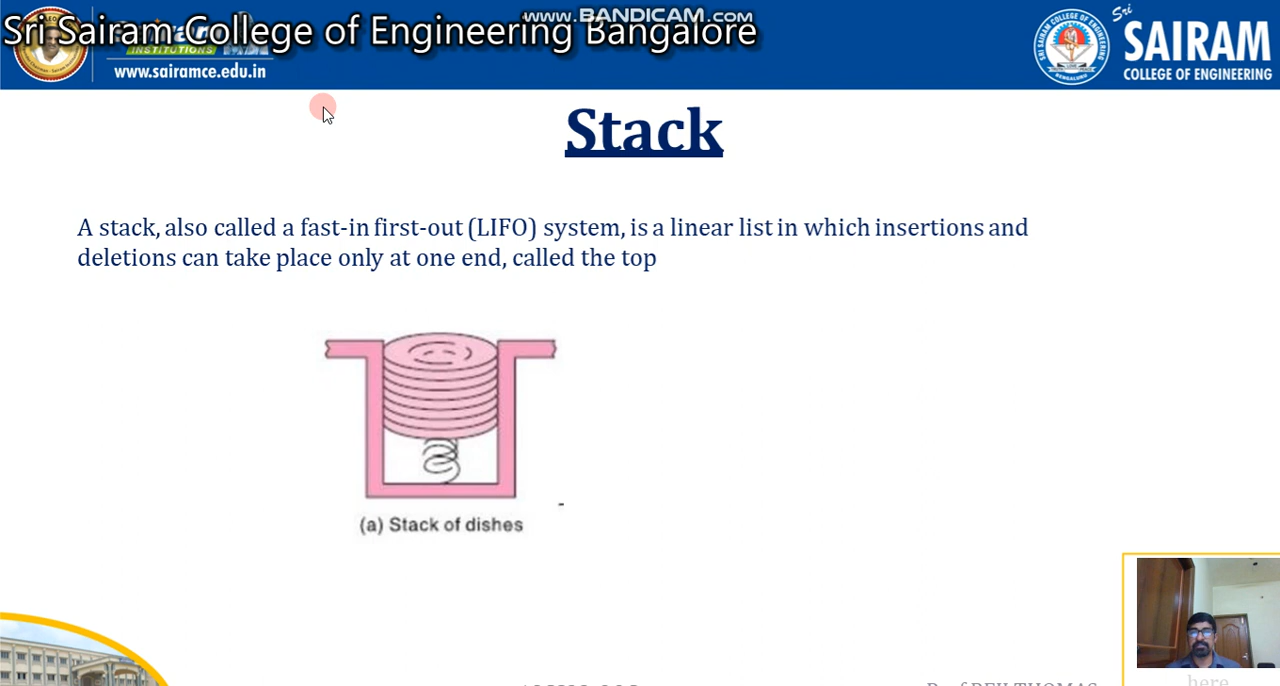 www.BANDICAM.com
Sri Sairam College of Engineering Bangalore
INSTITUTIONS
www.sairamce.edu.in
Sri
SAIRAM
COLLEGE OF ENGINEERING
Stack
A stack, also called a fast-in first-out (LIFO) system, is a linear list in which insertions and
deletions can take place only at one end, called the top
(a) Stack of dishes
here